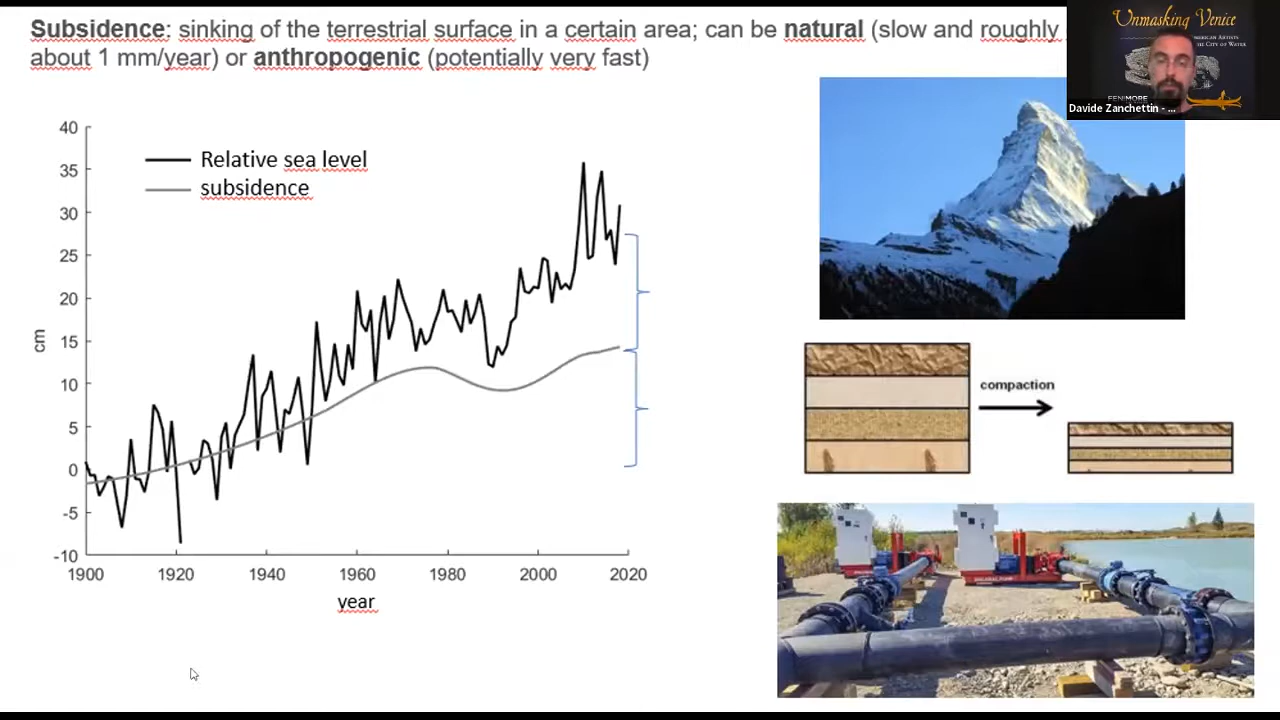 Subsidence: sinking of the terrestrial surface in a certain area; can be natural (slow and roughly
about 1 mm/year) or anthropogenic (potentially very fast)
Unmasking Venice
Davide Zanchettin - ...
40
35
30
25
20
15
10
5
0
-5
-10
cm
Relative sea level
subsidence
1900 1920 1940 1960 1980 2000 2020
year
compaction